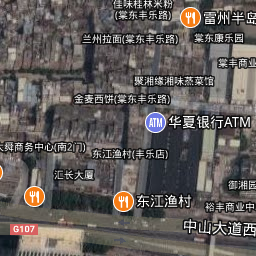 佳味桂林米粉
(棠东丰乐路)
雷州半岛
兰州拉面(棠东丰乐路)
棠东康乐园
棠丰商业
聚湘缘湘味蒸菜馆
金麦西饼(棠东丰乐路)
ATM
华夏银行ATM
大舜商务中心(南2门)
东江渔村(丰乐店)
汇长大厦
御湘园
东江渔村
裕丰商业
G107
中山大道西